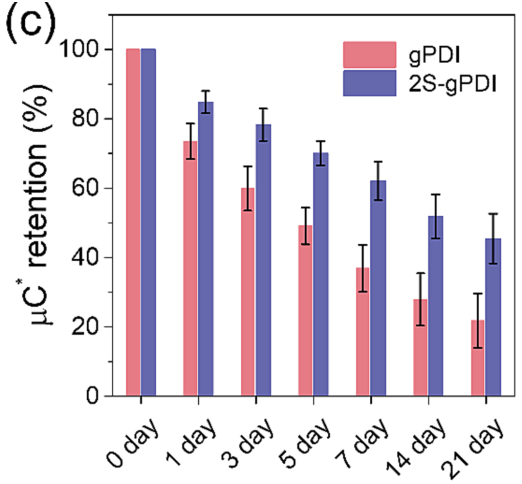 (c)
μC* retention (%)
100
80
60
40
20
0
gPDI
2S-gPDI
0 day
1 day
3 day
5 day
7 day
14 day
21 day